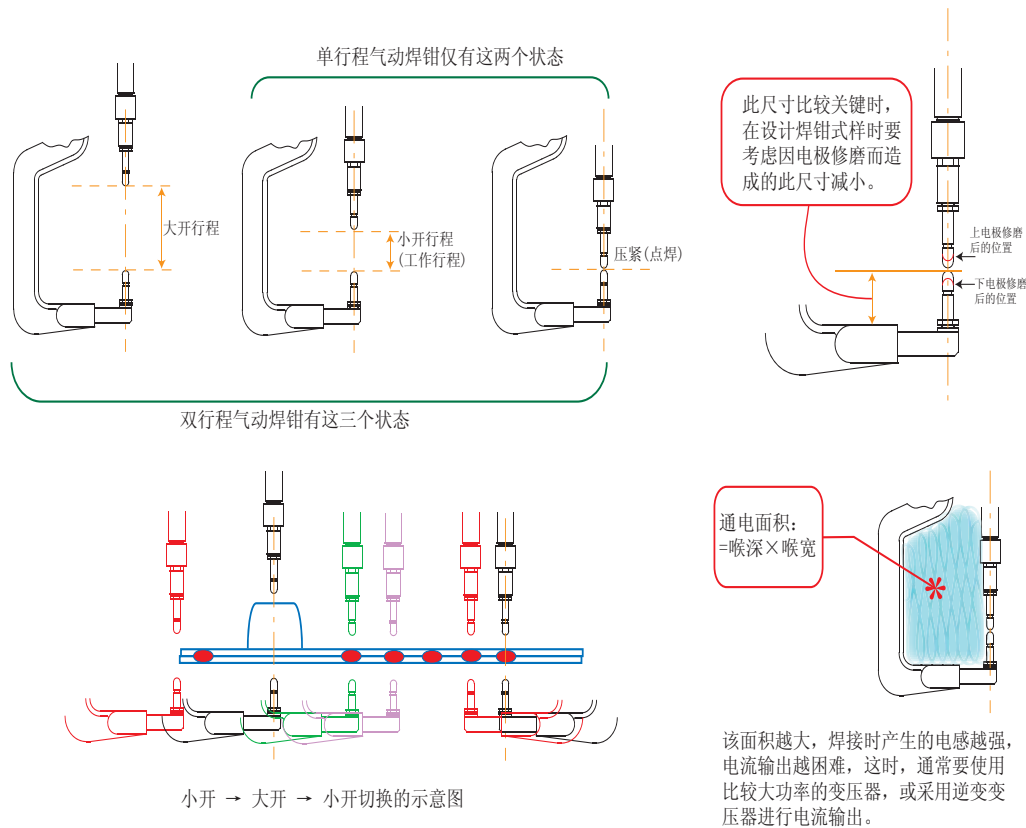 单行程气动焊钳仅有这两个状态
大开行程
小开行程
(工作行程)
压紧(点焊)
双行程气动焊钳有这三个状态
此尺寸比较关键时，
在设计焊钳式样时要
考虑因电极修磨而造
成的此尺寸减小。
上电极修磨
后的位置
下电极修磨
后的位置
小开 → 大开 → 小开切换的示意图
通电面积：
=喉深×喉宽
该面积越大，焊接时产生的电感越强，
电流输出越困难，这时，通常要使用
比较大功率的变压器，或采用逆变变
压器进行电流输出。